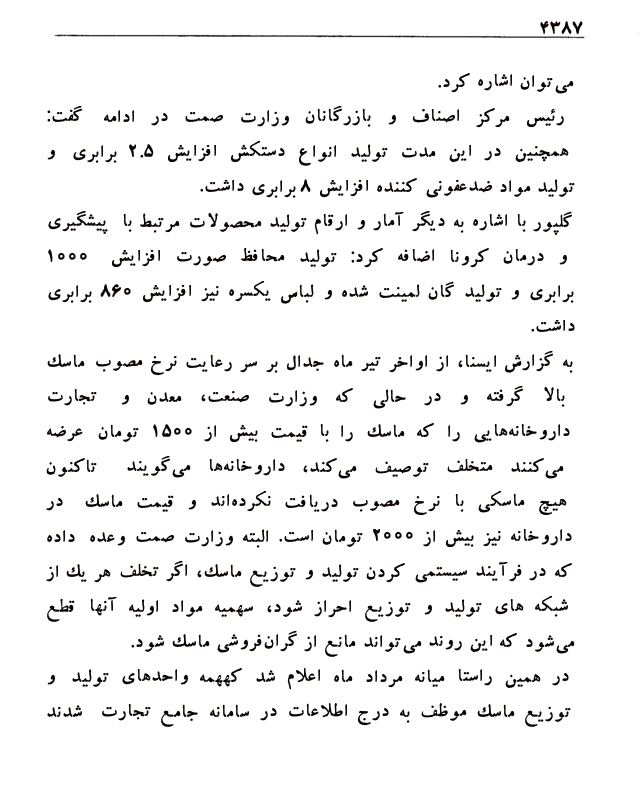 ۴۳۸۷
می‌توان اشاره کرد.
رئیس مرکز اصناف و بازرگانان وزارت صمت در ادامه گفت:
همچنین در این مدت تولید انواع دستکش افزایش ۲.۵ برابری و
تولید مواد ضدعفونی کننده افزایش ۸ برابری داشت.
گلپور با اشاره به دیگر آمار و ارقام تولید محصولات مرتبط با پیشگیری
و درمان کرونا اضافه کرد: تولید محافظ صورت افزایش ۱۰۰۰
برابری و تولید گان لمینت شده و لباس یکسره نیز افزایش ۸۶۰ برابری
داشت.
به گزارش ایسنا، از اواخر تیر ماه جدال بر سر رعایت نرخ مصوب ماسک
بالا گرفته و در حالی که وزارت صنعت، معدن و تجارت
داروخانه‌هایی را که ماسک را با قیمت بیش از ۱۵۰۰ تومان عرضه
می‌کنند متخلف توصیف می‌کند، داروخانه‌ها می‌گویند تاکنون
هیچ ماسکی با نرخ مصوب دریافت نکرده‌اند و قیمت ماسک در
داروخانه نیز بیش از ۲۰۰۰ تومان است. البته وزارت صمت وعده داده
که در فرآیند سیستمی کردن تولید و توزیع ماسک، اگر تخلف هر یک از
شبکه های تولید و توزیع احراز شود، سهمیه مواد اولیه آنها قطع
می‌شود که این روند می‌تواند مانع از گران‌فروشی ماسک شود.
در همین راستا میانه مرداد ماه اعلام شد کههمه واحدهای تولید و
توزیع ماسک موظف به درج اطلاعات در سامانه جامع تجارت شدند